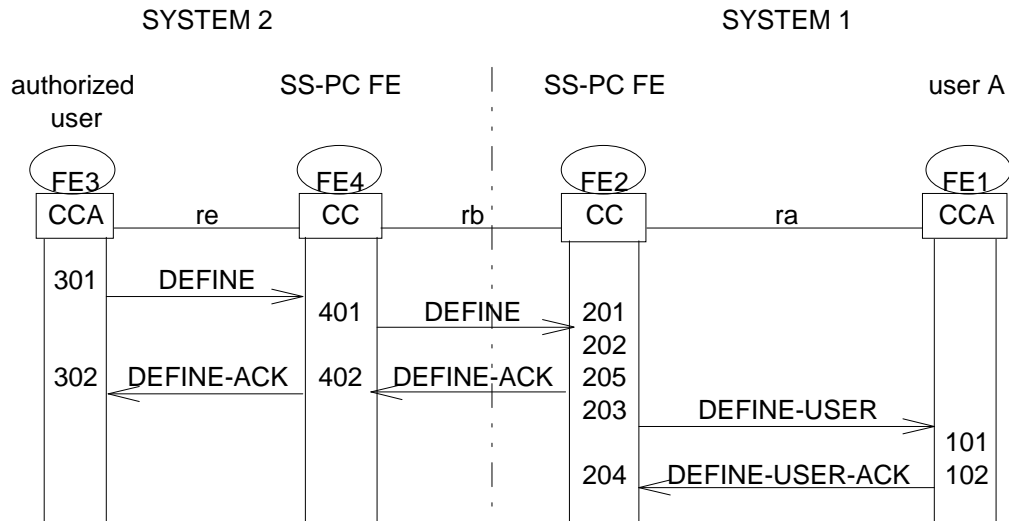 SYSTEM 2 SYSTEM 1
authorized user SS-PC FE SS-PC FE user A
FE3 FE4 FE2 FE1
CCA re CC rb CC ra CCA
301 DEFINE
401 DEFINE 201
202
302 DEFINE-ACK 402 DEFINE-ACK 205
203 DEFINE-USER
101
204 DEFINE-USER-ACK 102